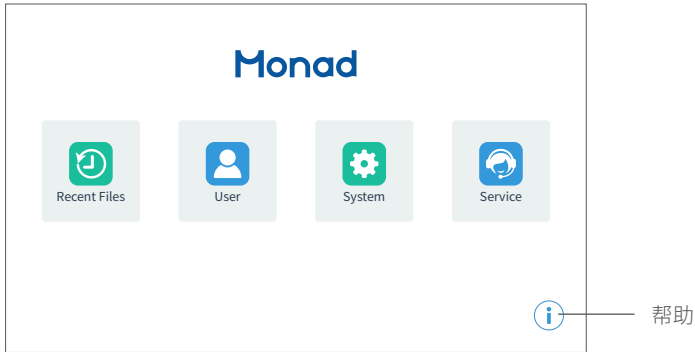 Monad
Recent Files
User
System
Service
帮助